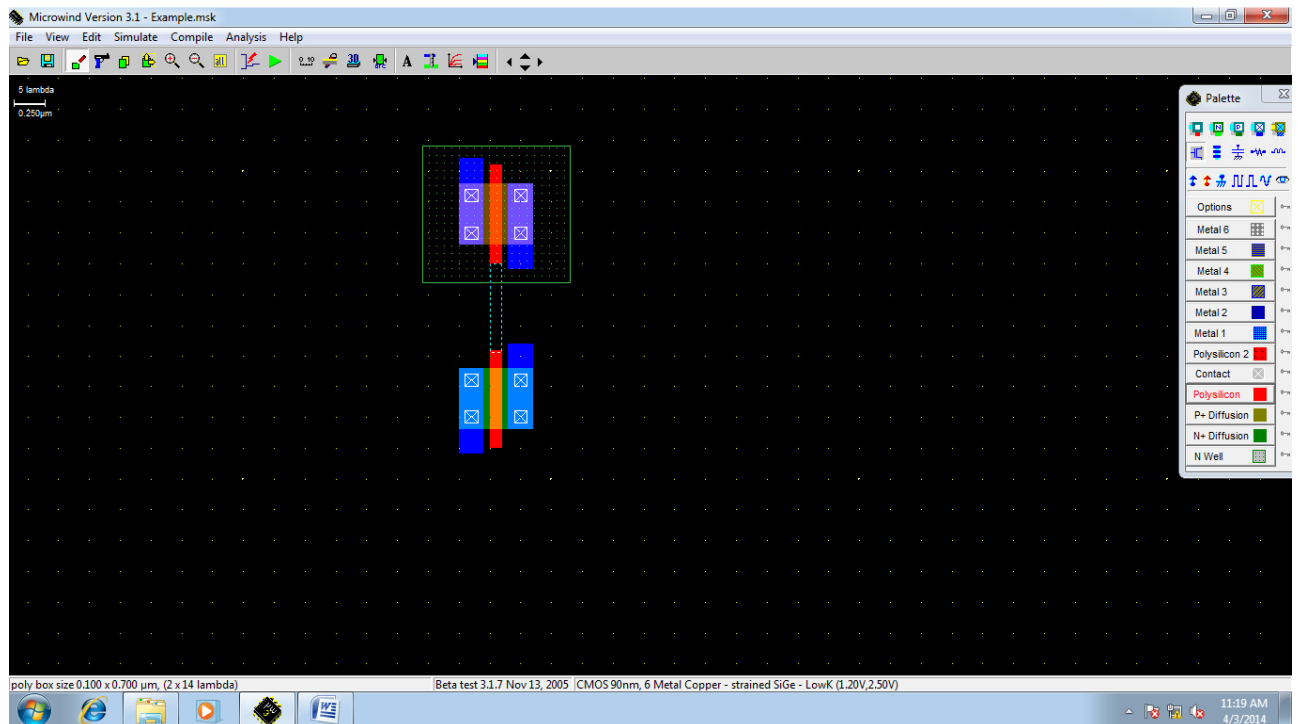 Microwind Version 3.1 - Example.msk
File View Edit Simulate Compile Analysis Help
A
5 lambda
0.250µm
Palette
Options
Metal 6
Metal 5
Metal 4
Metal 3
Metal 2
Metal 1
Polysilicon 2
Contact
Polysilicon
P+ Diffusion
N+ Diffusion
N Well
poly box size 0.100 x 0.700 µm, (2 x 14 lambda) Beta test 3.1.7 Nov 13, 2005 CMOS 90nm, 6 Metal Copper - strained SiGe - LowK (1.20V,2.50V)
11:19 AM
4/3/2014